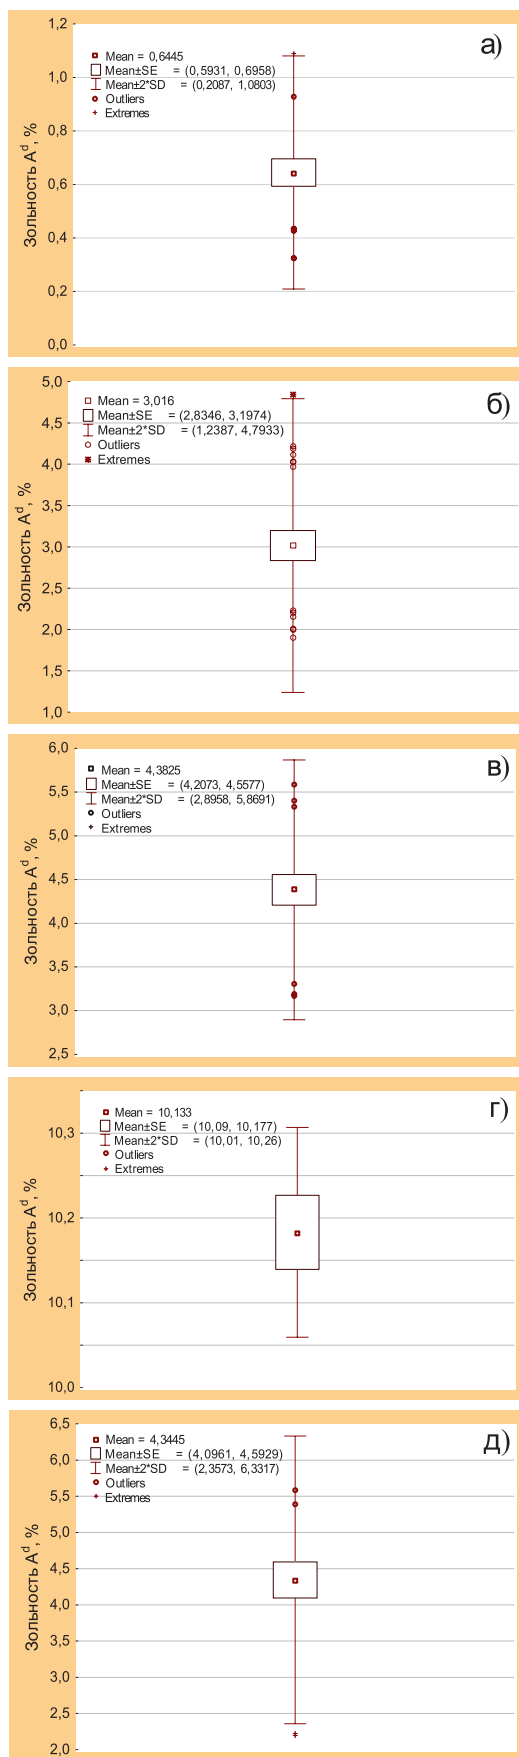 1,2
а)
Mean = 0,6445
Mean±SE = (0,5931, 0,6958)
Mean±2*SD = (0,2087, 1,0803)
Outliers
Extremes
1,0
0,8
0,6
0,4
0,2
0,0
Зольность Aᵈ, %
5,0
б)
Mean = 3,016
Mean±SE = (2,8346, 3,1974)
Mean±2*SD = (1,2387, 4,7933)
Outliers
Extremes
4,5
4,0
3,5
3,0
2,5
2,0
1,5
1,0
Зольность Aᵈ, %
6,0
в)
Mean = 4,3825
Mean±SE = (4,2073, 4,5577)
Mean±2*SD = (2,8958, 5,8691)
Outliers
Extremes
5,5
5,0
4,5
4,0
3,5
3,0
2,5
Зольность Aᵈ, %
г)
Mean = 10,133
Mean±SE = (10,09, 10,177)
Mean±2*SD = (10,01, 10,26)
Outliers
Extremes
10,3
10,2
10,1
10,0
Зольность Aᵈ, %
6,5
д)
Mean = 4,3445
Mean±SE = (4,0961, 4,5929)
Mean±2*SD = (2,3573, 6,3317)
Outliers
Extremes
6,0
5,5
5,0
4,5
4,0
3,5
3,0
2,5
2,0
Зольность Aᵈ, %